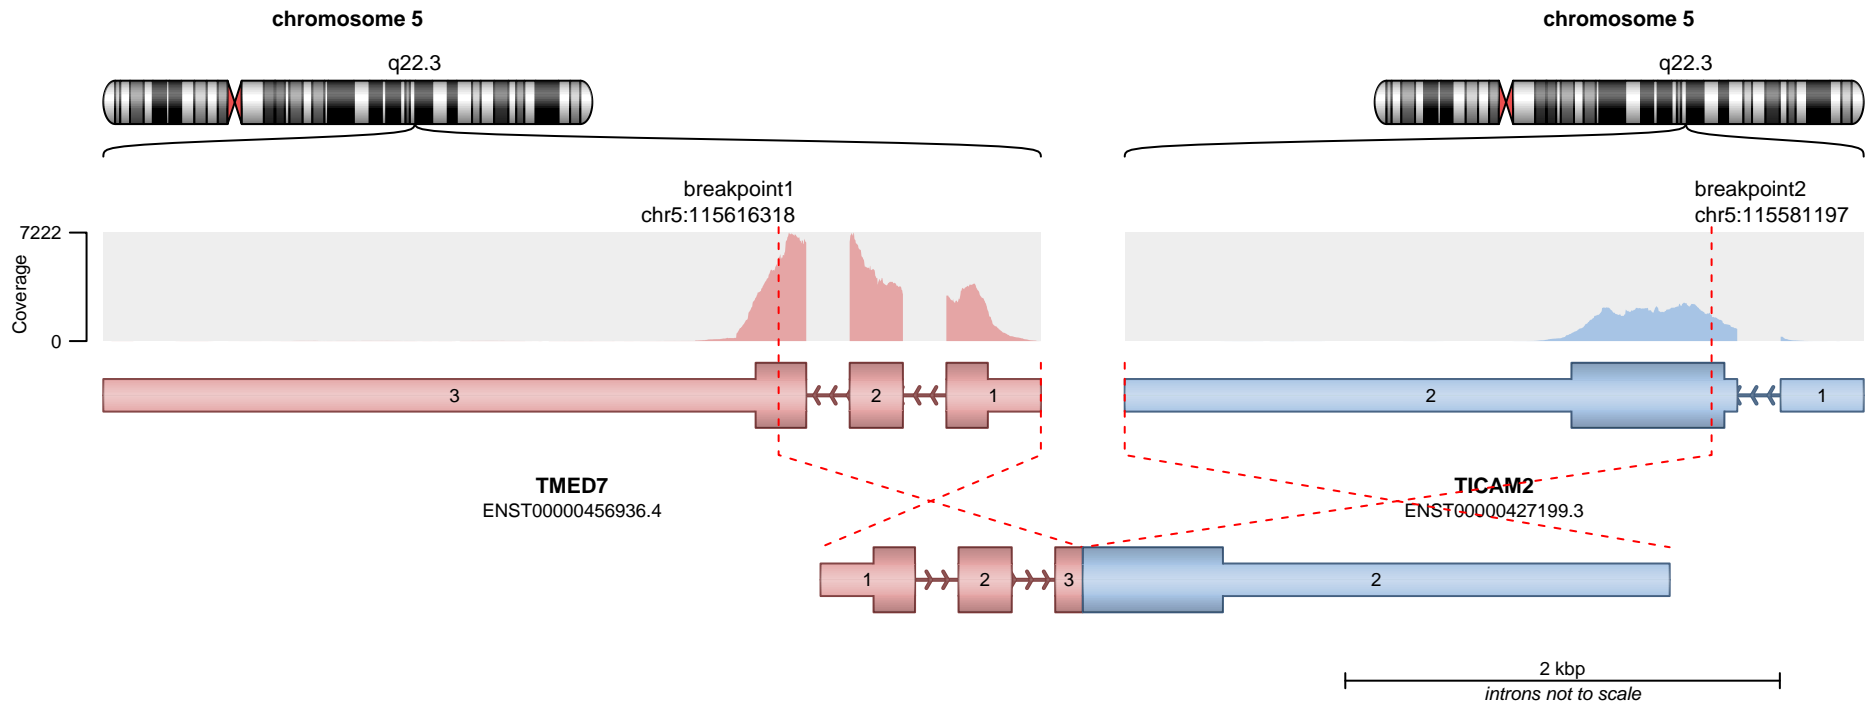 chromosome 5
chromosome 5
q22.3
q22.3
breakpoint1
chr5:115616318
breakpoint2
chr5:115581197
7222
Coverage
0
3
2
1
2
1
TMED7
ENST00000456936.4
TICAM2
ENST00000427199.3
1
2
3
2
2 kbp
introns not to scale